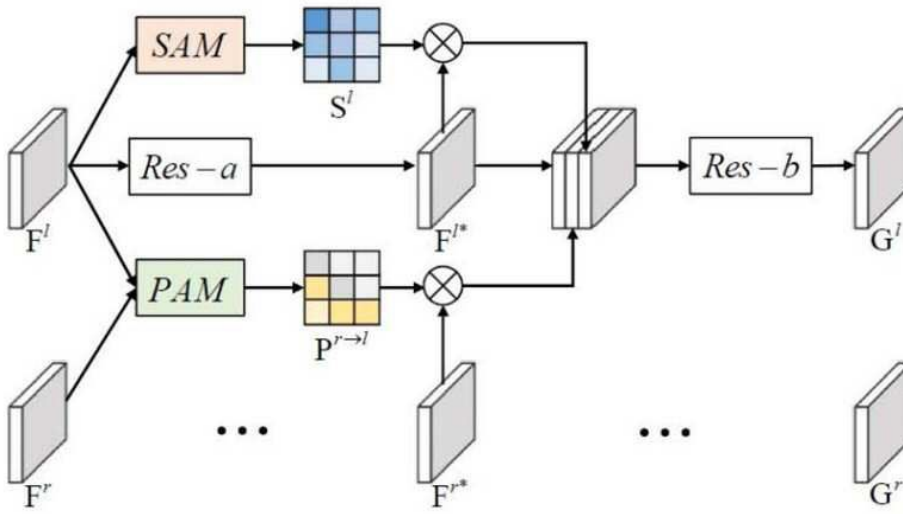 SAM
S^l
Res-a
Res-b
F^l
F^{l*}
G^l
PAM
P^{r→l}
F^r
F^{r*}
G^r